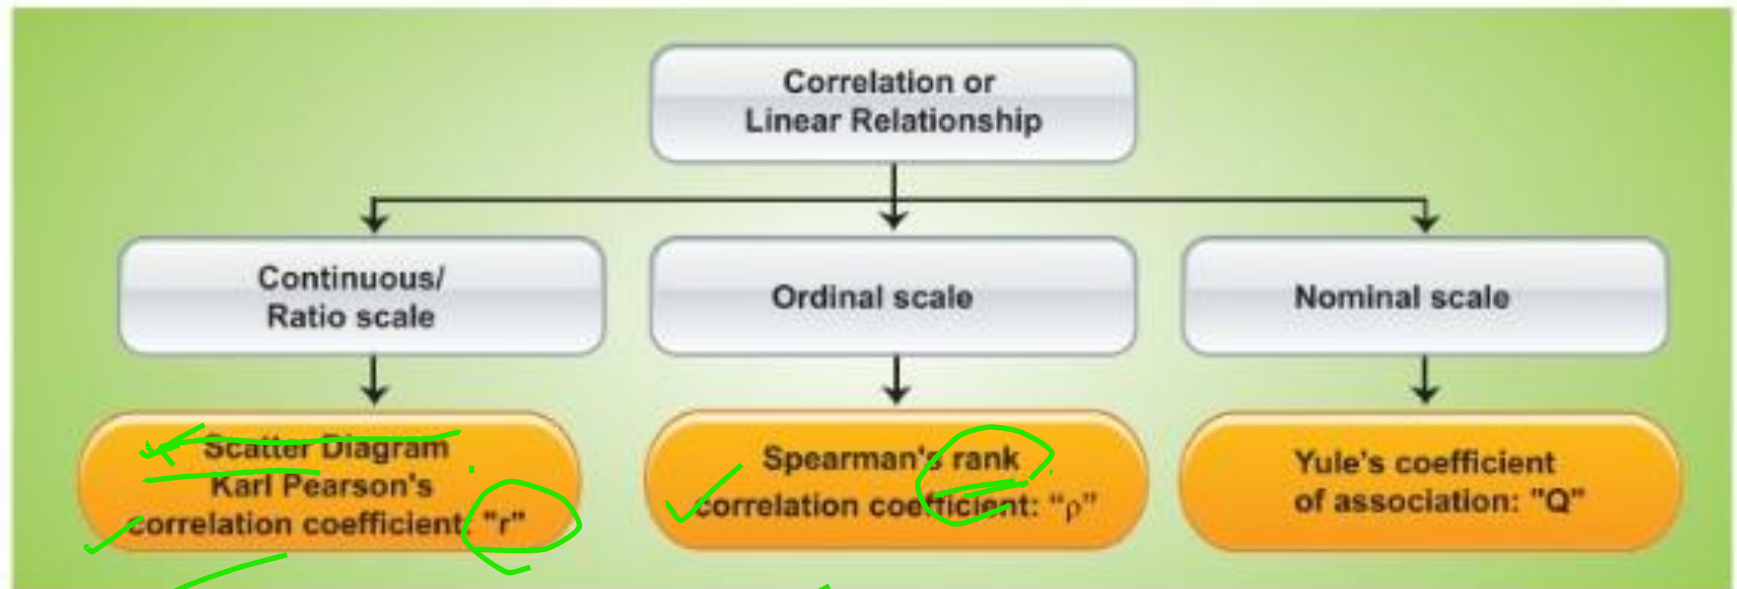 Correlation or
Linear Relationship
Continuous/
Ratio scale
Ordinal scale
Nominal scale
Scatter Diagram
Karl Pearson's
correlation coefficient: "r"
Spearman's rank
correlation coefficient: “ρ”
Yule's coefficient
of association: "Q"